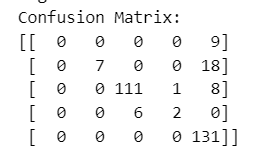 Confusion Matrix:
[[  0   0   0   0   9]
 [  0   7   0   0  18]
 [  0   0 111   1   8]
 [  0   0   6   2   0]
 [  0   0   0   0 131]]